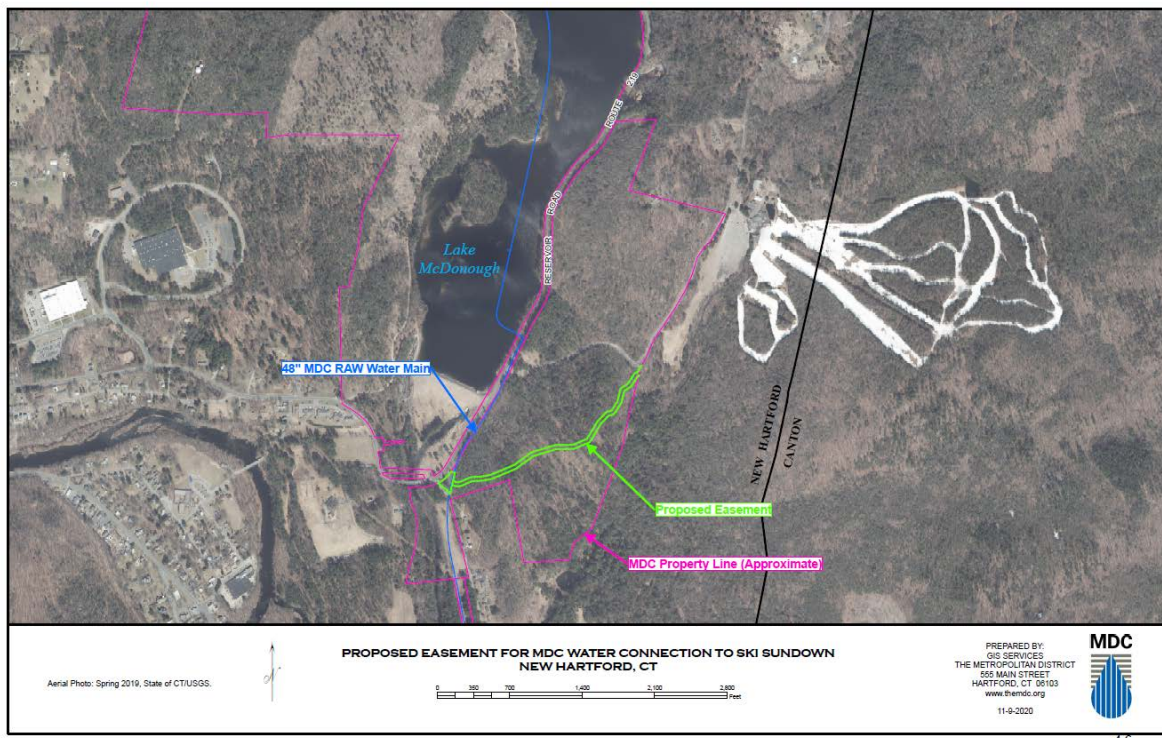 ROUTE 219
RESERVOIR ROAD
Lake
McDonough
48" MDC RAW Water Main
NEW HARTFORD
CANTON
Proposed Easement
MDC Property Line (Approximate)
Aerial Photo: Spring 2019, State of CT/USGS.
N
PROPOSED EASEMENT FOR MDC WATER CONNECTION TO SKI SUNDOWN
NEW HARTFORD, CT
0 350 700 1,400 2,100 2,800
Feet
PREPARED BY:
GIS SERVICES
THE METROPOLITAN DISTRICT
555 MAIN STREET
HARTFORD, CT 06103
www.themdc.org
11-9-2020
MDC